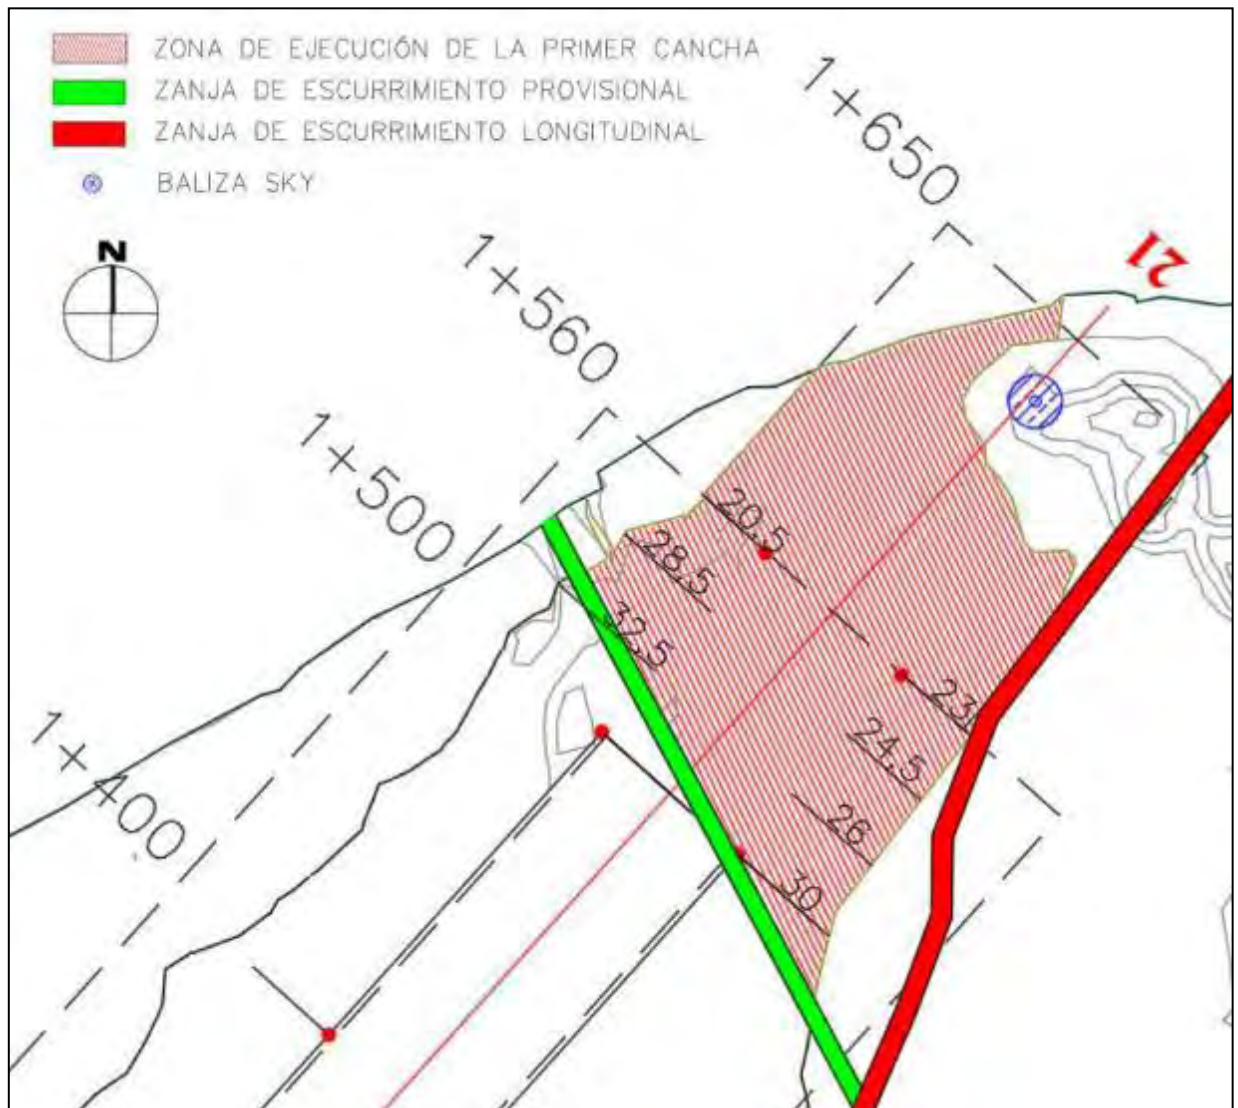 ZONA DE EJECUCIÓN DE LA PRIMER CANCHA
ZANJA DE ESCURRIMIENTO PROVISIONAL
ZANJA DE ESCURRIMIENTO LONGITUDINAL
BALIZA SKY
N
1+650
21
1+560
1+500
1+400
20,5
28,5
32,5
23
24,5
26
30